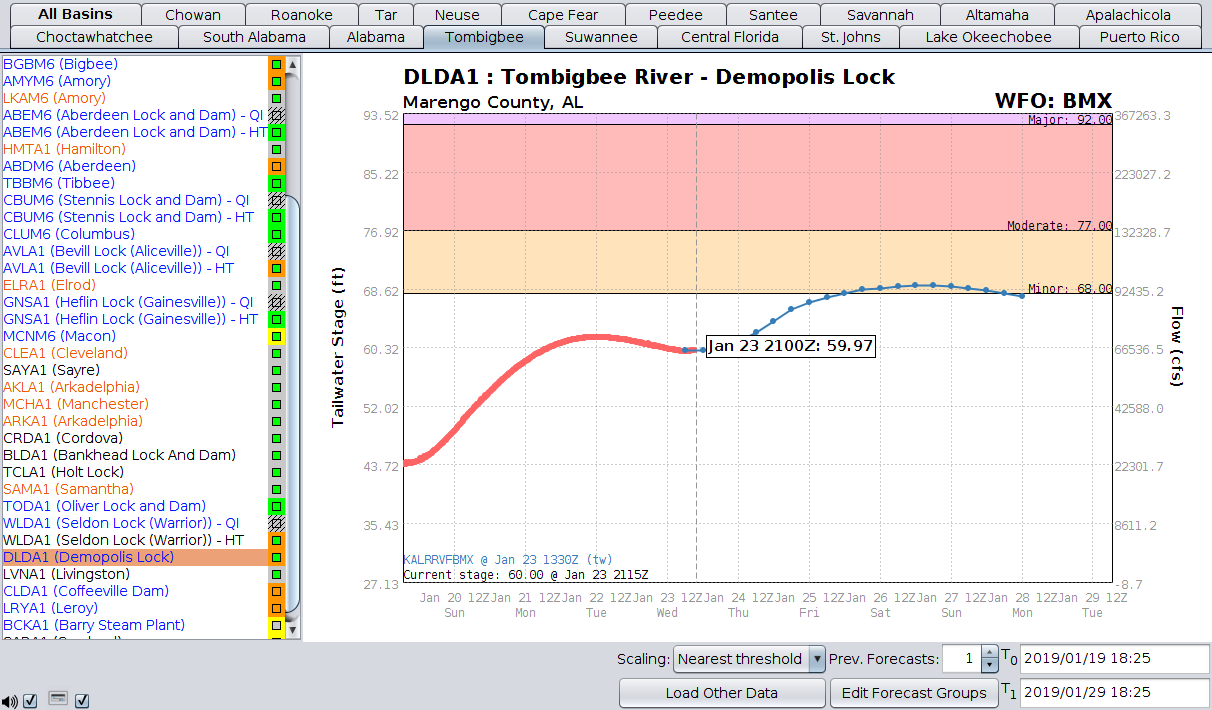 All Basins Chowan Roanoke Tar Neuse Cape Fear Peedee Santee Savannah Altamaha Apalachicola
Choctawhatchee South Alabama Alabama Tombigbee Suwannee Central Florida St. Johns Lake Okeechobee Puerto Rico
BGBM6 (Bigbee)
AMYM6 (Amory)
LKAM6 (Amory)
ABEM6 (Aberdeen Lock and Dam) - QI
ABEM6 (Aberdeen Lock and Dam) - HT
HMTA1 (Hamilton)
ABDM6 (Aberdeen)
TBBM6 (Tibbee)
CBUM6 (Stennis Lock and Dam) - QI
CBUM6 (Stennis Lock and Dam) - HT
CLUM6 (Columbus)
AVLA1 (Bevill Lock (Aliceville)) - QI
AVLA1 (Bevill Lock (Aliceville)) - HT
ELRA1 (Elrod)
GNSA1 (Heflin Lock (Gainesville)) - QI
GNSA1 (Heflin Lock (Gainesville)) - HT
MCNM6 (Macon)
CLEA1 (Cleveland)
SAYA1 (Sayre)
AKLA1 (Arkadelphia)
MCHA1 (Manchester)
ARKA1 (Arkadelphia)
CRDA1 (Cordova)
BLDA1 (Bankhead Lock And Dam)
TCLA1 (Holt Lock)
SAMA1 (Samantha)
TODA1 (Oliver Lock and Dam)
WLDA1 (Seldon Lock (Warrior)) - QI
WLDA1 (Seldon Lock (Warrior)) - HT
DLDA1 (Demopolis Lock)
LVNA1 (Livingston)
CLDA1 (Coffeeville Dam)
LRYA1 (Leroy)
BCKA1 (Barry Steam Plant)
DLDA1 : Tombigbee River - Demopolis Lock
Marengo County, AL
WFO: BMX
93.52
85.22
76.92
68.62
60.32
52.02
43.72
35.43
27.13
Tailwater Stage (ft)
Major: 92.00
Moderate: 77.00
Minor: 68.00
Jan 23 2100Z: 59.97
KALRRVFBMX @ Jan 23 1330Z (tw)
Current stage: 60.00 @ Jan 23 2115Z
367263.3
223027.2
132328.7
92435.2
66536.5
42588.0
22301.7
8611.2
-8.7
Flow (cfs)
Jan 20 12Z Jan 21 12Z Jan 22 12Z Jan 23 12Z Jan 24 12Z Jan 25 12Z Jan 26 12Z Jan 27 12Z Jan 28 12Z Jan 29 12Z
Sun Mon Tue Wed Thu Fri Sat Sun Mon Tue
Scaling: Nearest threshold Prev. Forecasts: 1 T0 2019/01/19 18:25
Load Other Data Edit Forecast Groups T1 2019/01/29 18:25